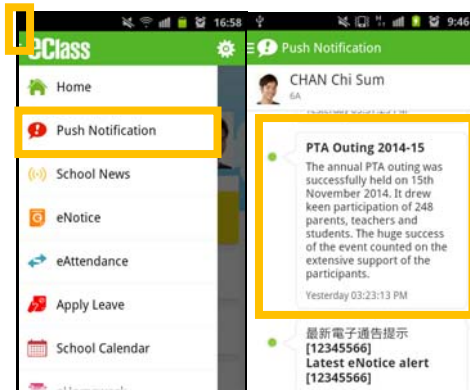 16:58
eClass
Home
Push Notification
School News
eNotice
eAttendance
Apply Leave
School Calendar
9:46
Push Notification
CHAN Chi Sum
6A
PTA Outing 2014-15
The annual PTA outing was
successfully held on 15th
November 2014. It drew
keen participation of 248
parents, teachers and
students. The huge success
of the event counted on the
extensive support of the
participants.
Yesterday 03:23:13 PM
最新電子通告提示
[12345566]
Latest eNotice alert
[12345566]